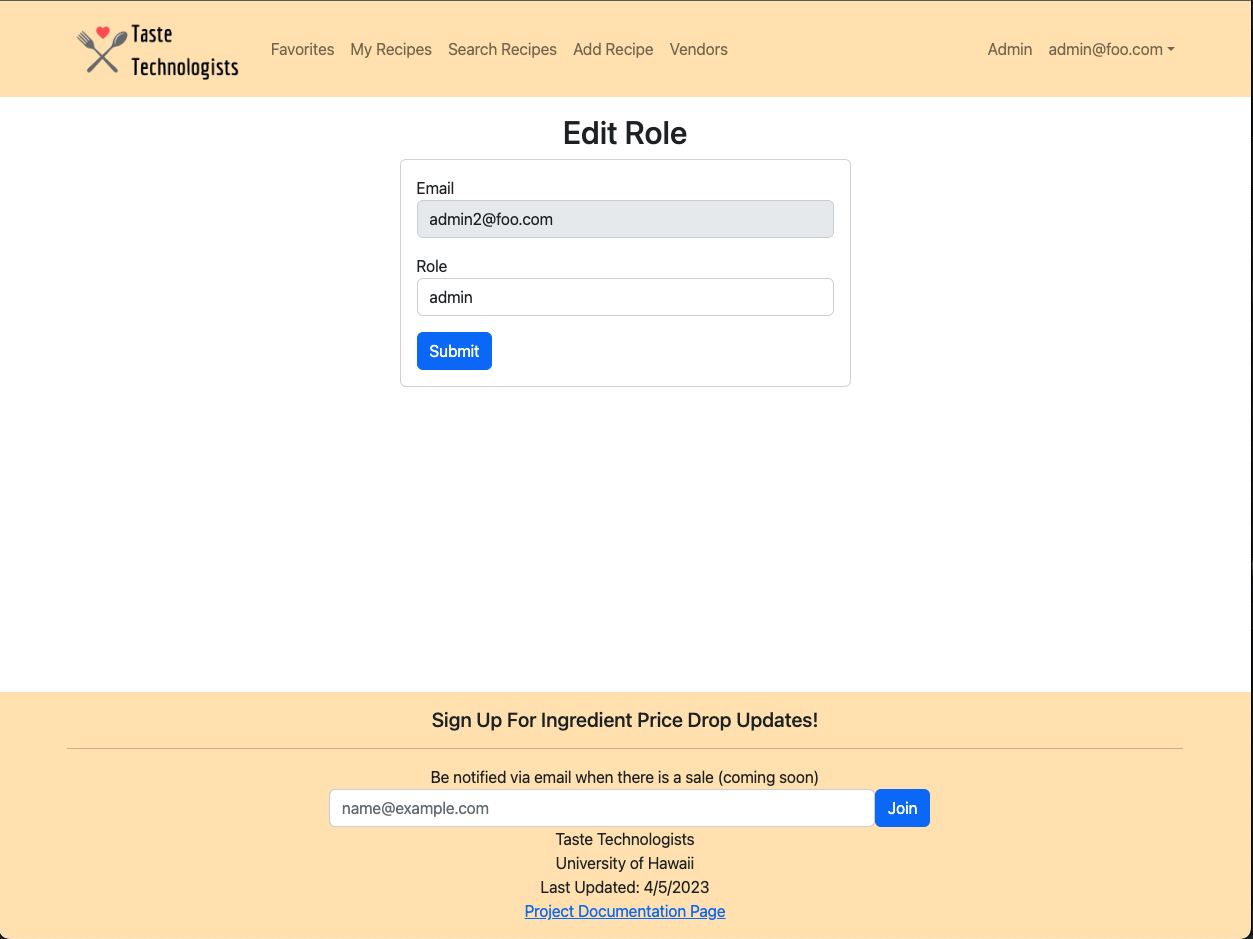 Taste
Technologists
Favorites My Recipes Search Recipes Add Recipe Vendors Admin admin@foo.com
Edit Role
Email
admin2@foo.com
Role
admin
Submit
Sign Up For Ingredient Price Drop Updates!
Be notified via email when there is a sale (coming soon)
name@example.com Join
Taste Technologists
University of Hawaii
Last Updated: 4/5/2023
Project Documentation Page